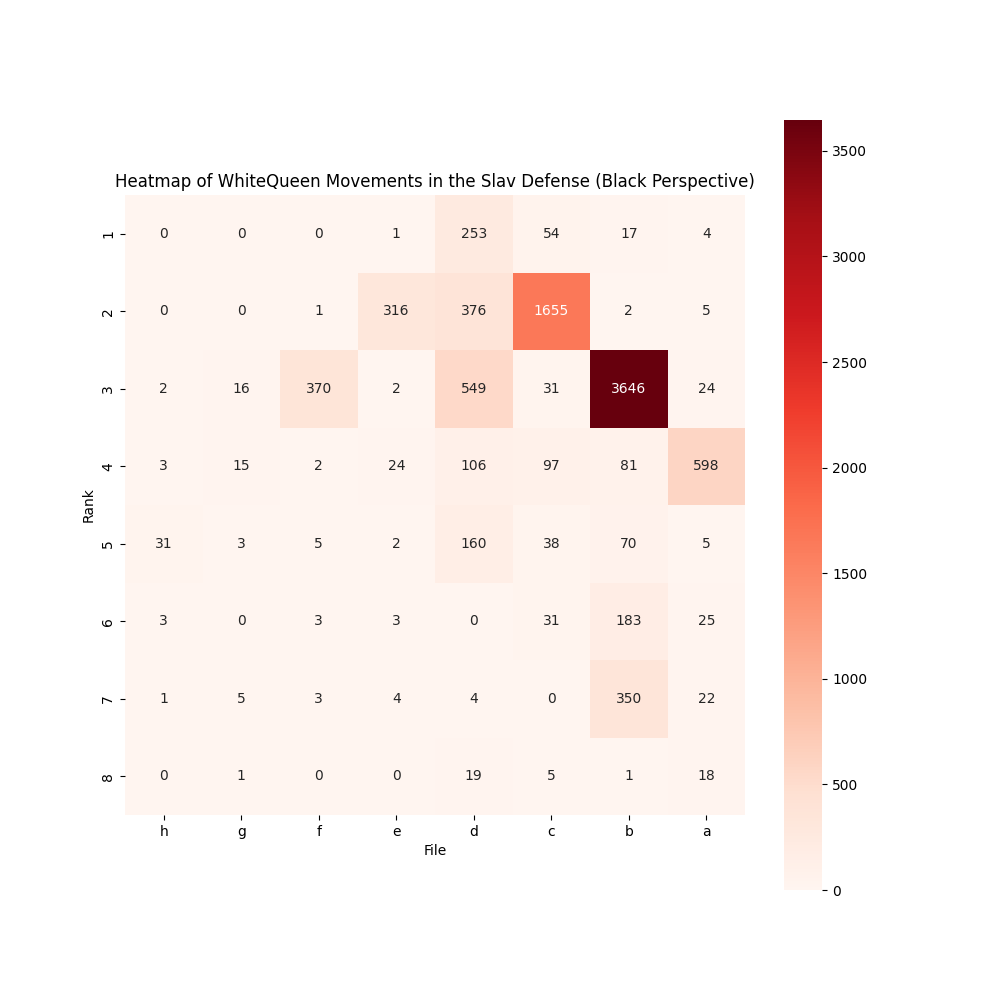 Heatmap of WhiteQueen Movements in the Slav Defense (Black Perspective)
1 0 0 0 1 253 54 17 4
2 0 0 1 316 376 1655 2 5
3 2 16 370 2 549 31 3646 24
4 3 15 2 24 106 97 81 598
5 31 3 5 2 160 38 70 5
6 3 0 3 3 0 31 183 25
7 1 5 3 4 4 0 350 22
8 0 1 0 0 19 5 1 18
Rank
h g f e d c b a
File
3500
3000
2500
2000
1500
1000
500
0